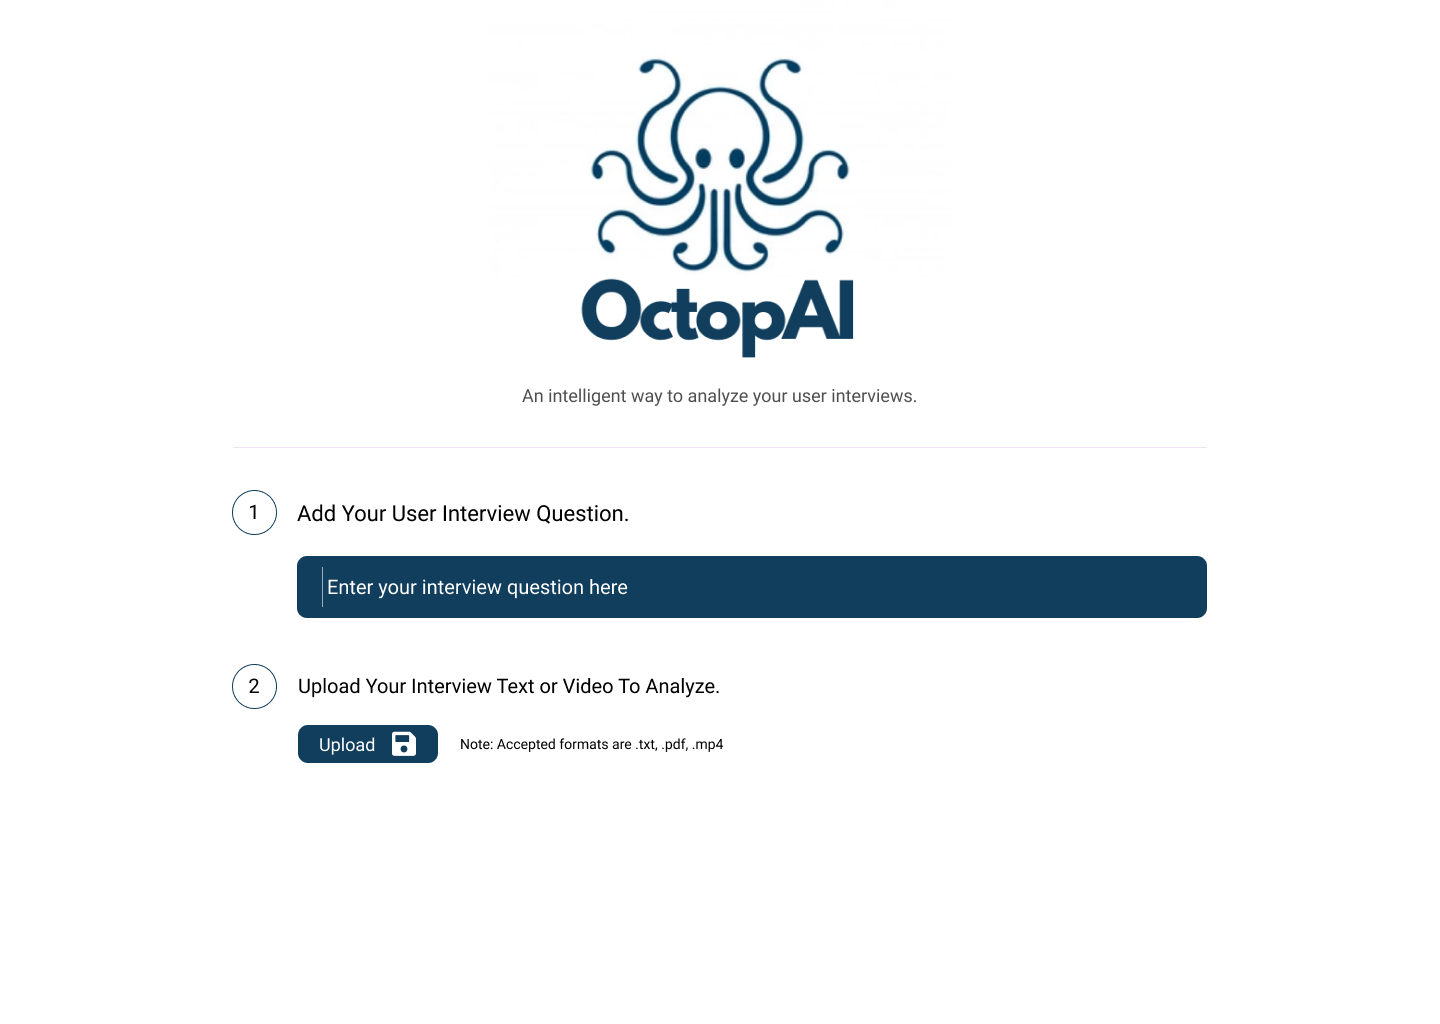 OctopAI
An intelligent way to analyze your user interviews.
1
Add Your User Interview Question.
Enter your interview question here
2
Upload Your Interview Text or Video To Analyze.
Upload
Note: Accepted formats are .txt, .pdf, .mp4